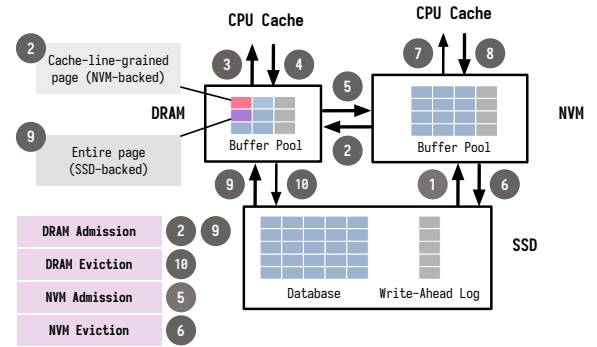 CPU Cache
CPU Cache
2
Cache-line-grained
page (NVM-backed)
3
4
7
8
DRAM
5
NVM
9
Buffer Pool
Buffer Pool
Entire page
(SSD-backed)
2
9
10
1
6
DRAM Admission
2
9
SSD
DRAM Eviction
10
NVM Admission
5
Database
Write-Ahead Log
NVM Eviction
6